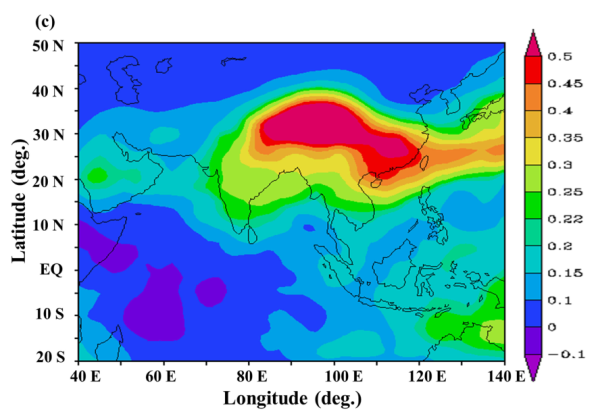 (c)
50 N
40 N
30 N
20 N
10 N
EQ
10 S
20 S
Latitude (deg.)
40 E 60 E 80 E 100 E 120 E 140 E
Longitude (deg.)
0.5
0.45
0.4
0.35
0.3
0.25
0.22
0.2
0.15
0.1
0
−0.1